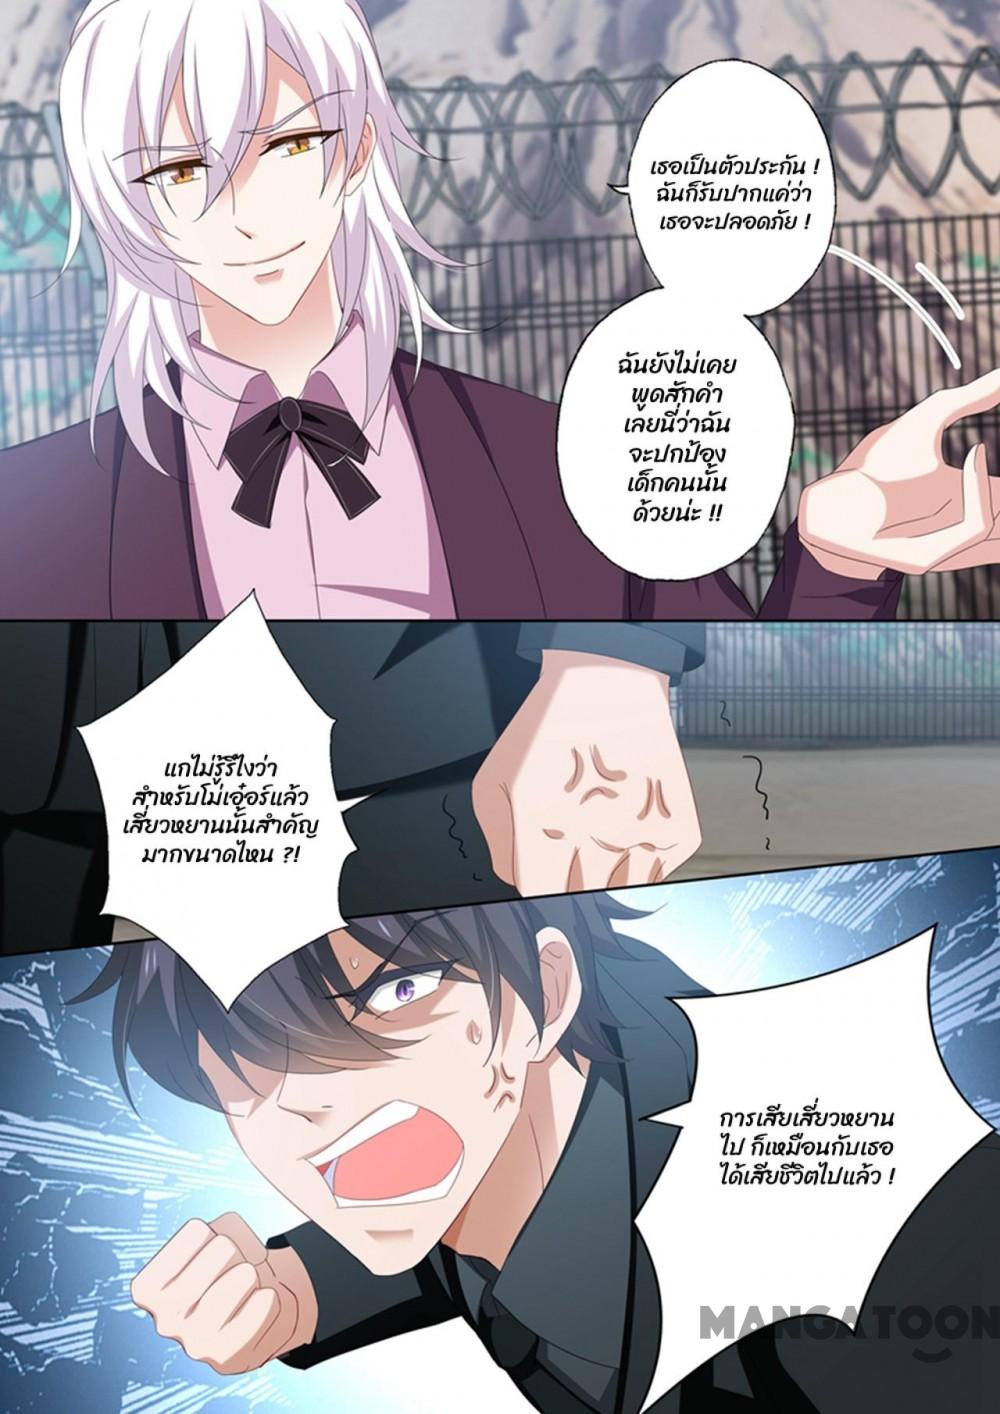 เธอเป็นตัวประกัน !
ฉันก็รับปากแค่ว่า
เธอจะปลอดภัย !
ฉันยังไม่เคย
พูดสักคำ
เลยนี่ว่าฉัน
จะปกป้อง
เด็กคนนั้น
ด้วยน่ะ !!
แกไม่รู้รึไงว่า
สำหรับโม่เอ๋อร์แล้ว
เสี่ยวหยานนั้นสำคัญ
มากขนาดไหน ?!
การเสียเสี่ยวหยาน
ไป ก็เหมือนกับเธอ
ได้เสียชีวิตไปแล้ว !
MANGATOON